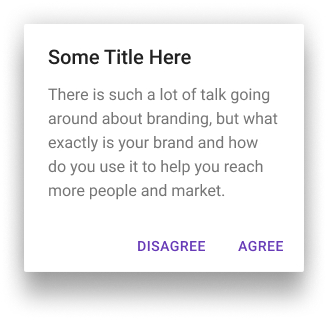 Some Title Here
There is such a lot of talk going
around about branding, but what
exactly is your brand and how
do you use it to help you reach
more people and market.
DISAGREE AGREE